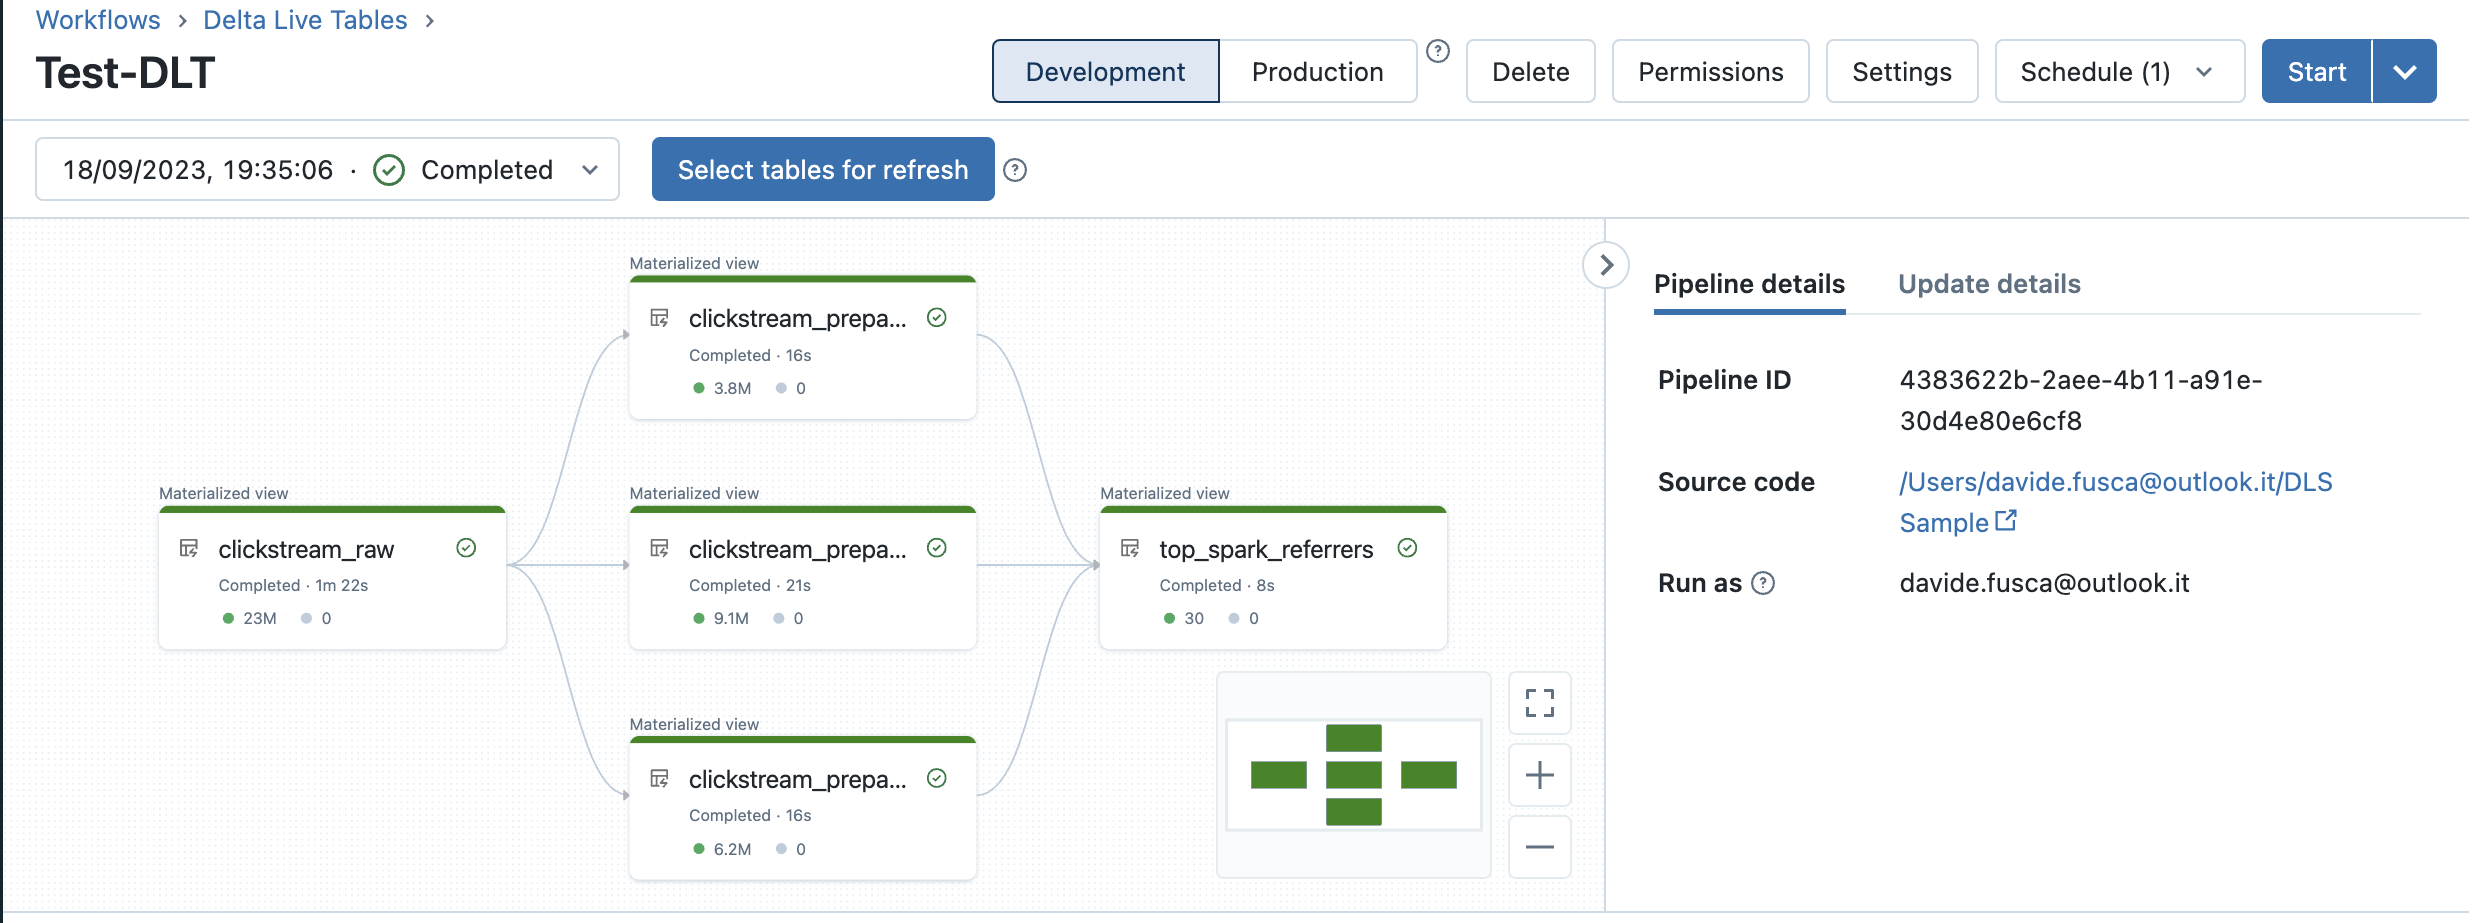 Workflows > Delta Live Tables >
Test-DLT
Development
Production
?
Delete
Permissions
Settings
Schedule (1)
Start
18/09/2023, 19:35:06 · Completed
Select tables for refresh
?
Materialized view
clickstream_prepa...
Completed · 16s
3.8M 0
Materialized view
clickstream_raw
Completed · 1m 22s
23M 0
Materialized view
clickstream_prepa...
Completed · 21s
9.1M 0
Materialized view
top_spark_referrers
Completed · 8s
30 0
Materialized view
clickstream_prepa...
Completed · 16s
6.2M 0
Pipeline details
Update details
Pipeline ID
4383622b-2aee-4b11-a91e-
30d4e80e6cf8
Source code
/Users/davide.fusca@outlook.it/DLS
Sample
Run as ?
davide.fusca@outlook.it